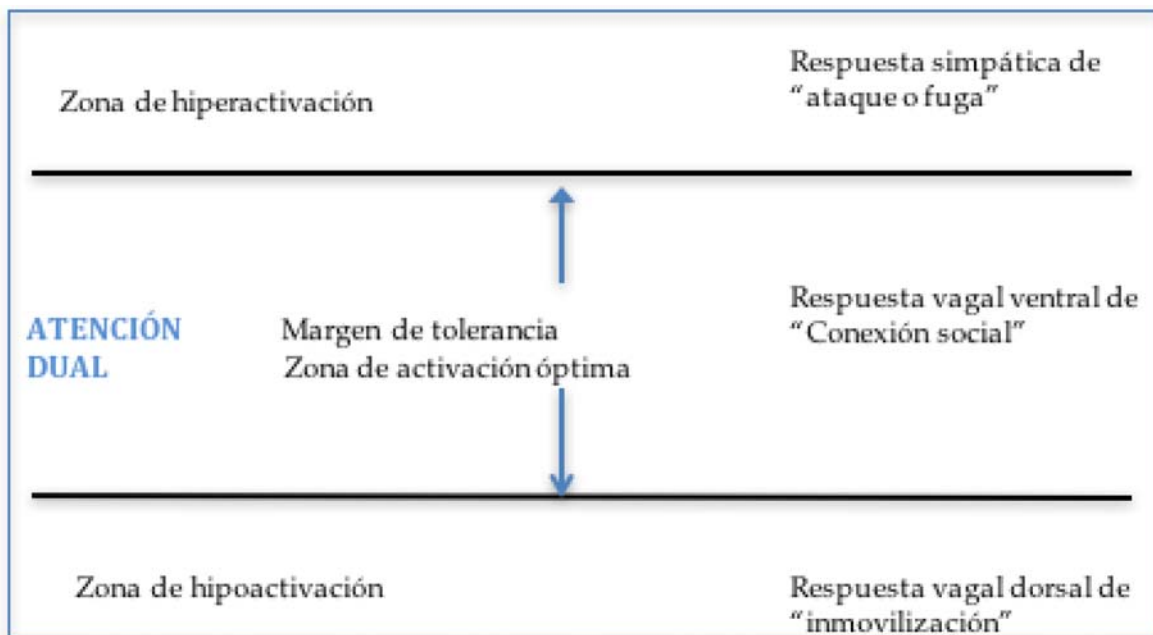 Zona de hiperactivación
Respuesta simpática de
“ataque o fuga”
ATENCIÓN
DUAL
Margen de tolerancia
Zona de activación óptima
Respuesta vagal ventral de
“Conexión social”
Zona de hipoactivación
Respuesta vagal dorsal de
“inmovilización”